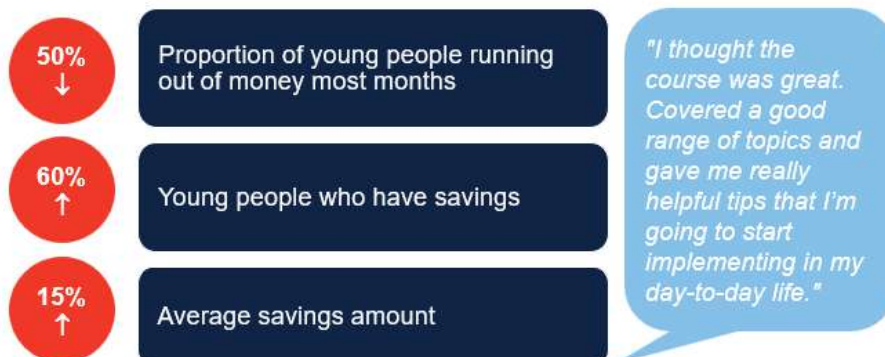 50%
↓
Proportion of young people running
out of money most months
60%
↑
Young people who have savings
15%
↑
Average savings amount
"I thought the
course was great.
Covered a good
range of topics and
gave me really
helpful tips that I'm
going to start
implementing in my
day-to-day life."